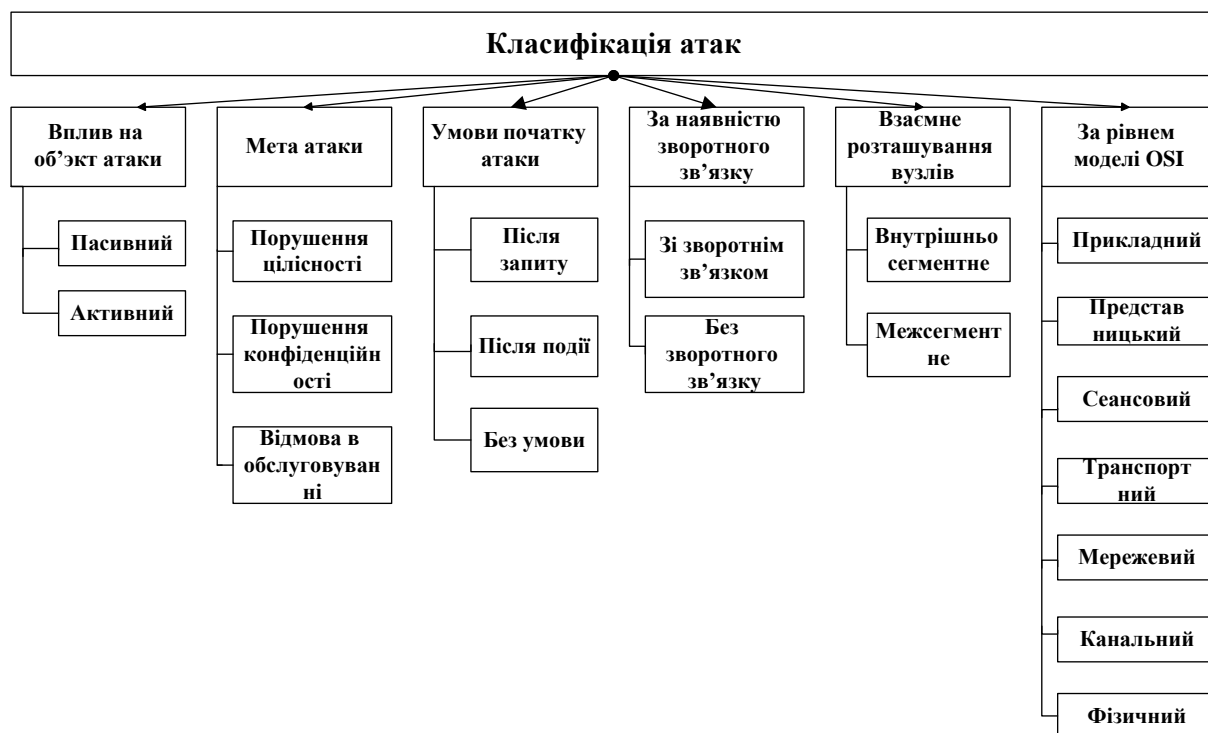 Класифікація атак
Вплив на
об’экт атаки
Пасивний
Активний
Мета атаки
Порушення
цілісності
Порушення
конфіденційн
ості
Відмова в
обслуговуван
ні
Умови початку
атаки
Після
запиту
Після події
Без умови
За наявністю
зворотного
зв’язку
Зі зворотнім
зв’язком
Без
зворотного
зв’язку
Взаємне
розташування
вузлів
Внутрішньо
сегментне
Межсегмент
не
За рівнем
моделі OSI
Прикладний
Представ
ницький
Сеансовий
Транспорт
ний
Мережевий
Канальний
Фізичний